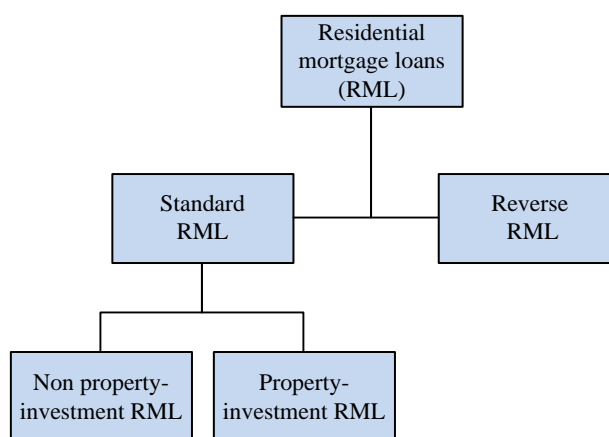 Residential
mortgage loans
(RML)
Standard
RML
Reverse
RML
Non property-
investment RML
Property-
investment RML